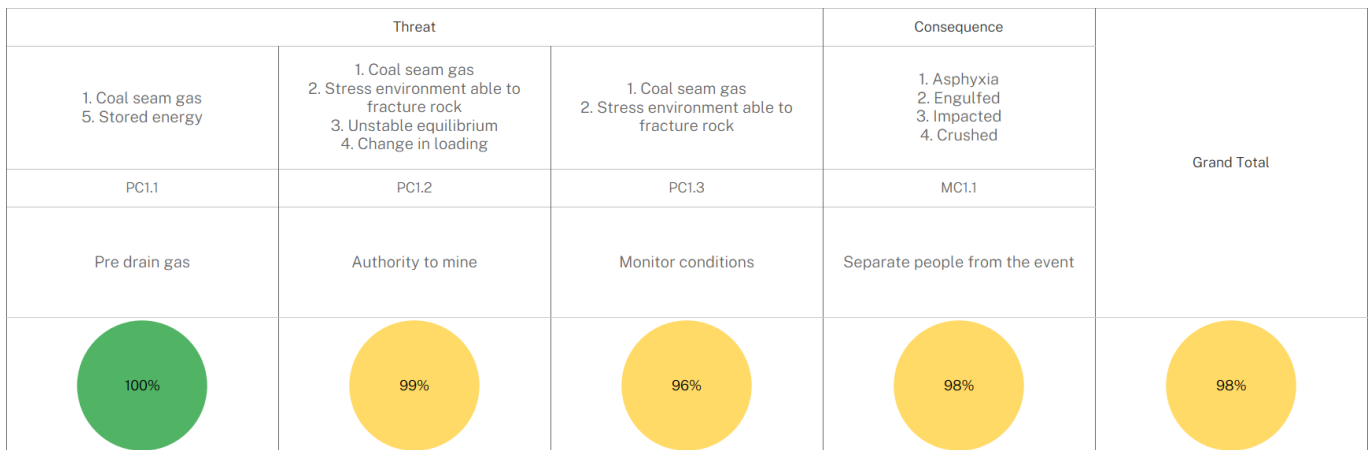 Threat
Consequence
1. Coal seam gas
5. Stored energy
1. Coal seam gas
2. Stress environment able to
fracture rock
3. Unstable equilibrium
4. Change in loading
1. Coal seam gas
2. Stress environment able to
fracture rock
1. Asphyxia
2. Engulfed
3. Impacted
4. Crushed
Grand Total
PC1.1
PC1.2
PC1.3
MC1.1
Pre drain gas
Authority to mine
Monitor conditions
Separate people from the event
100%
99%
96%
98%
98%